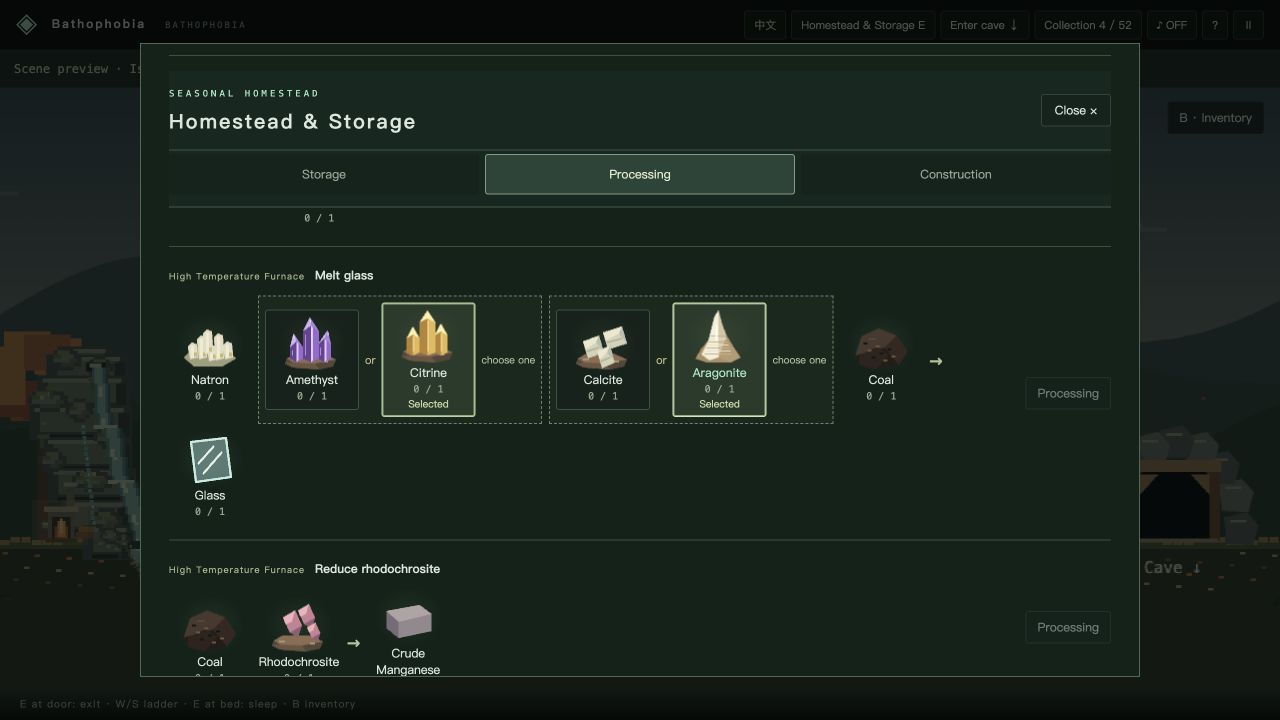 Bathophobia BATHOPHOBIA
中文
Homestead & Storage E
Enter cave ↓
Collection 4 / 52
♪ OFF
?
II
Scene preview · Is
B · Inventory
SEASONAL HOMESTEAD
Homestead & Storage
Close ×
Storage
Processing
Construction
0 / 1
High Temperature Furnace Melt glass
Natron
0 / 1
Amethyst
0 / 1
or
Citrine
0 / 1
Selected
choose one
Calcite
0 / 1
or
Aragonite
0 / 1
Selected
choose one
Coal
0 / 1
→
Processing
Glass
0 / 1
High Temperature Furnace Reduce rhodochrosite
Coal
Rhodochrosite
→
Crude
Manganese
Processing
Cave ↓
E at door: exit · W/S ladder · E at bed: sleep · B inventory